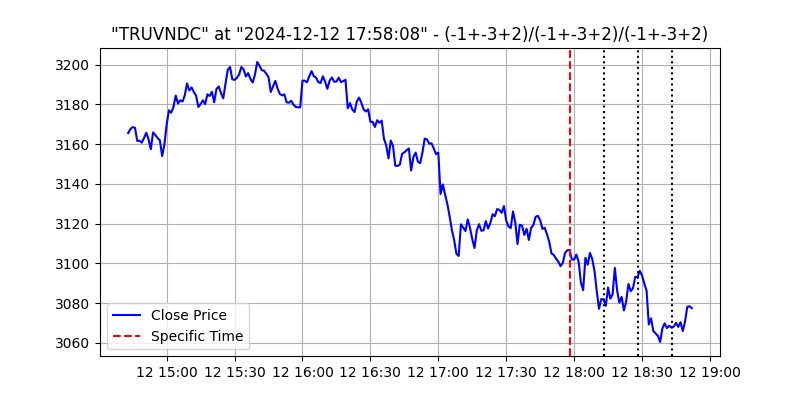 "TRUVNDC" at "2024-12-12 17:58:08" - (-1+-3+2)/(-1+-3+2)/(-1+-3+2)
3200
3180
3160
3140
3120
3100
3080
3060
Close Price
Specific Time
12 15:00 12 15:30 12 16:00 12 16:30 12 17:00 12 17:30 12 18:00 12 18:30 12 19:00